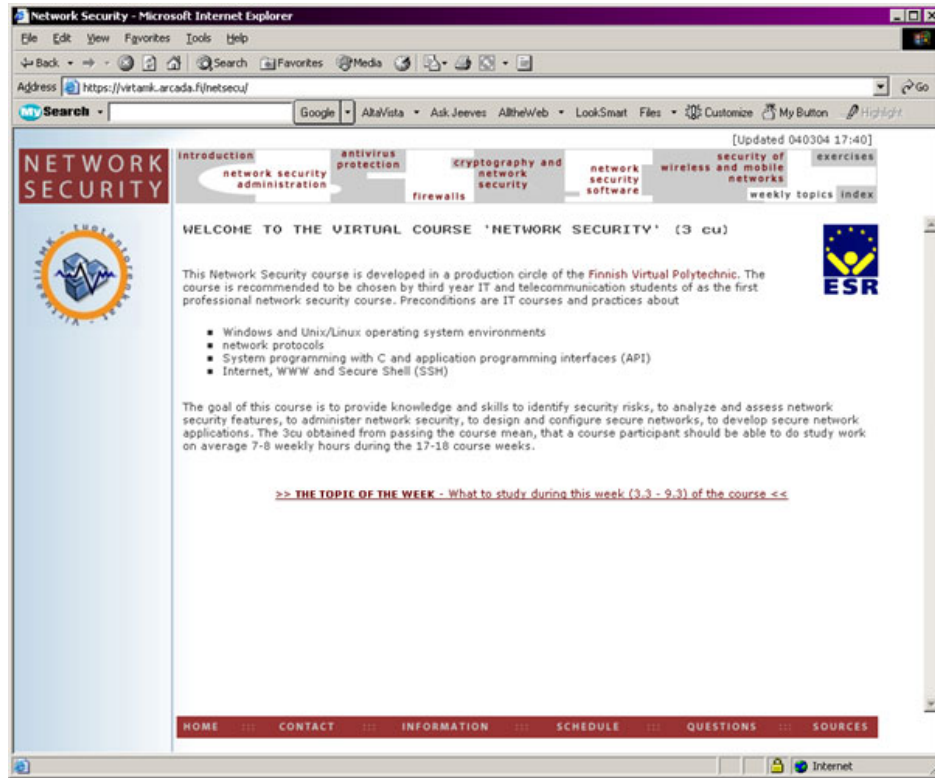 Network Security - Microsoft Internet Explorer
File Edit View Favorites Tools Help
Back Search Favorites Media
Address https://virtamk.arcada.fi/netsecu/ Go
My Search Google AltaVista Ask Jeeves AlltheWeb LookSmart Files Customize My Button Highlight
[Updated 040304 17:40]
NETWORK
SECURITY
introduction
network security
administration
antivirus
protection
firewalls
cryptography and
network
security
network
security
software
security of
wireless and mobile
networks
exercises
weekly topics index
WELCOME TO THE VIRTUAL COURSE 'NETWORK SECURITY' (3 cu)
ESR
This Network Security course is developed in a production circle of the Finnish Virtual Polytechnic. The
course is recommended to be chosen by third year IT and telecommunication students of as the first
professional network security course. Preconditions are IT courses and practices about
Windows and Unix/Linux operating system environments
network protocols
System programming with C and application programming interfaces (API)
Internet, WWW and Secure Shell (SSH)
The goal of this course is to provide knowledge and skills to identify security risks, to analyze and assess network
security features, to administer network security, to design and configure secure networks, to develop secure network
applications. The 3cu obtained from passing the course mean, that a course participant should be able to do study work
on average 7-8 weekly hours during the 17-18 course weeks.
>> THE TOPIC OF THE WEEK - What to study during this week (3.3 - 9.3) of the course <<
HOME ::: CONTACT ::: INFORMATION ::: SCHEDULE ::: QUESTIONS ::: SOURCES
Internet